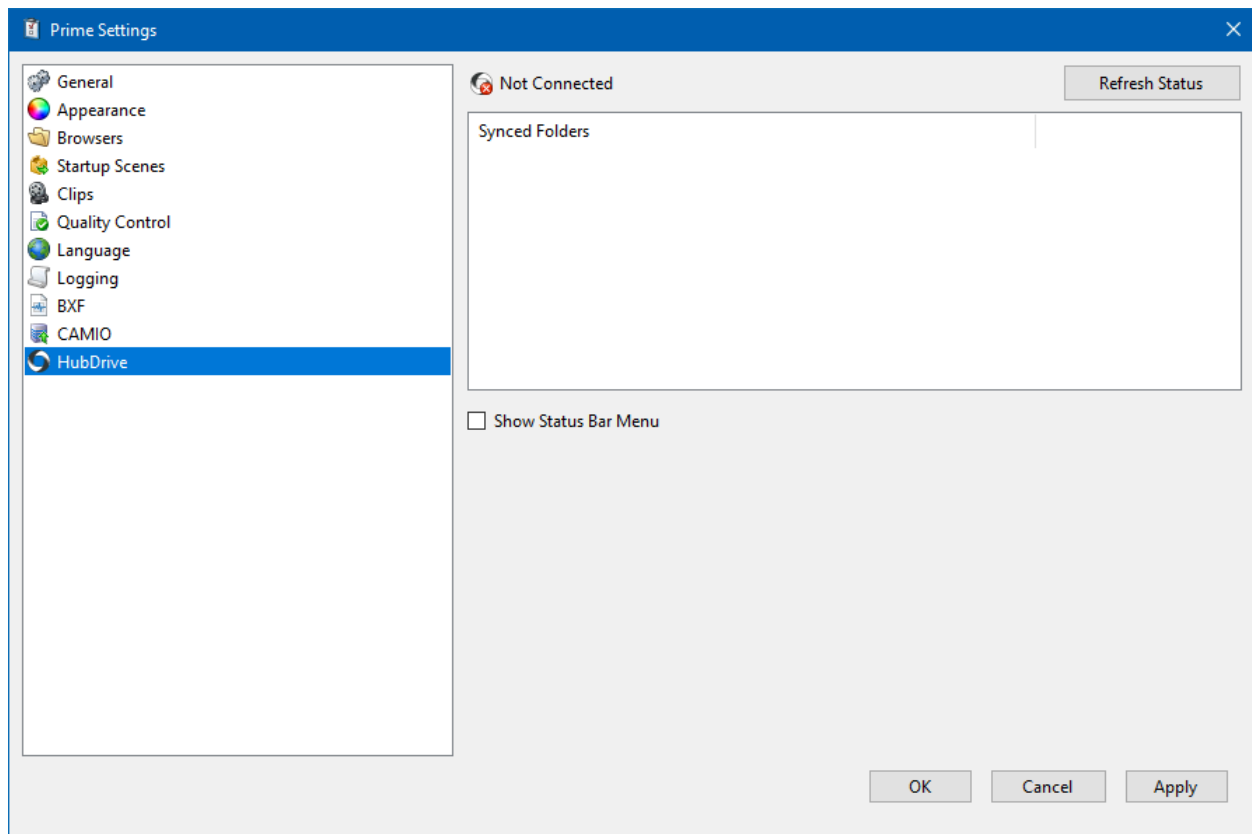 Prime Settings
General
Appearance
Browsers
Startup Scenes
Clips
Quality Control
Language
Logging
BXF
CAMIO
HubDrive
Not Connected
Refresh Status
Synced Folders
Show Status Bar Menu
OK
Cancel
Apply